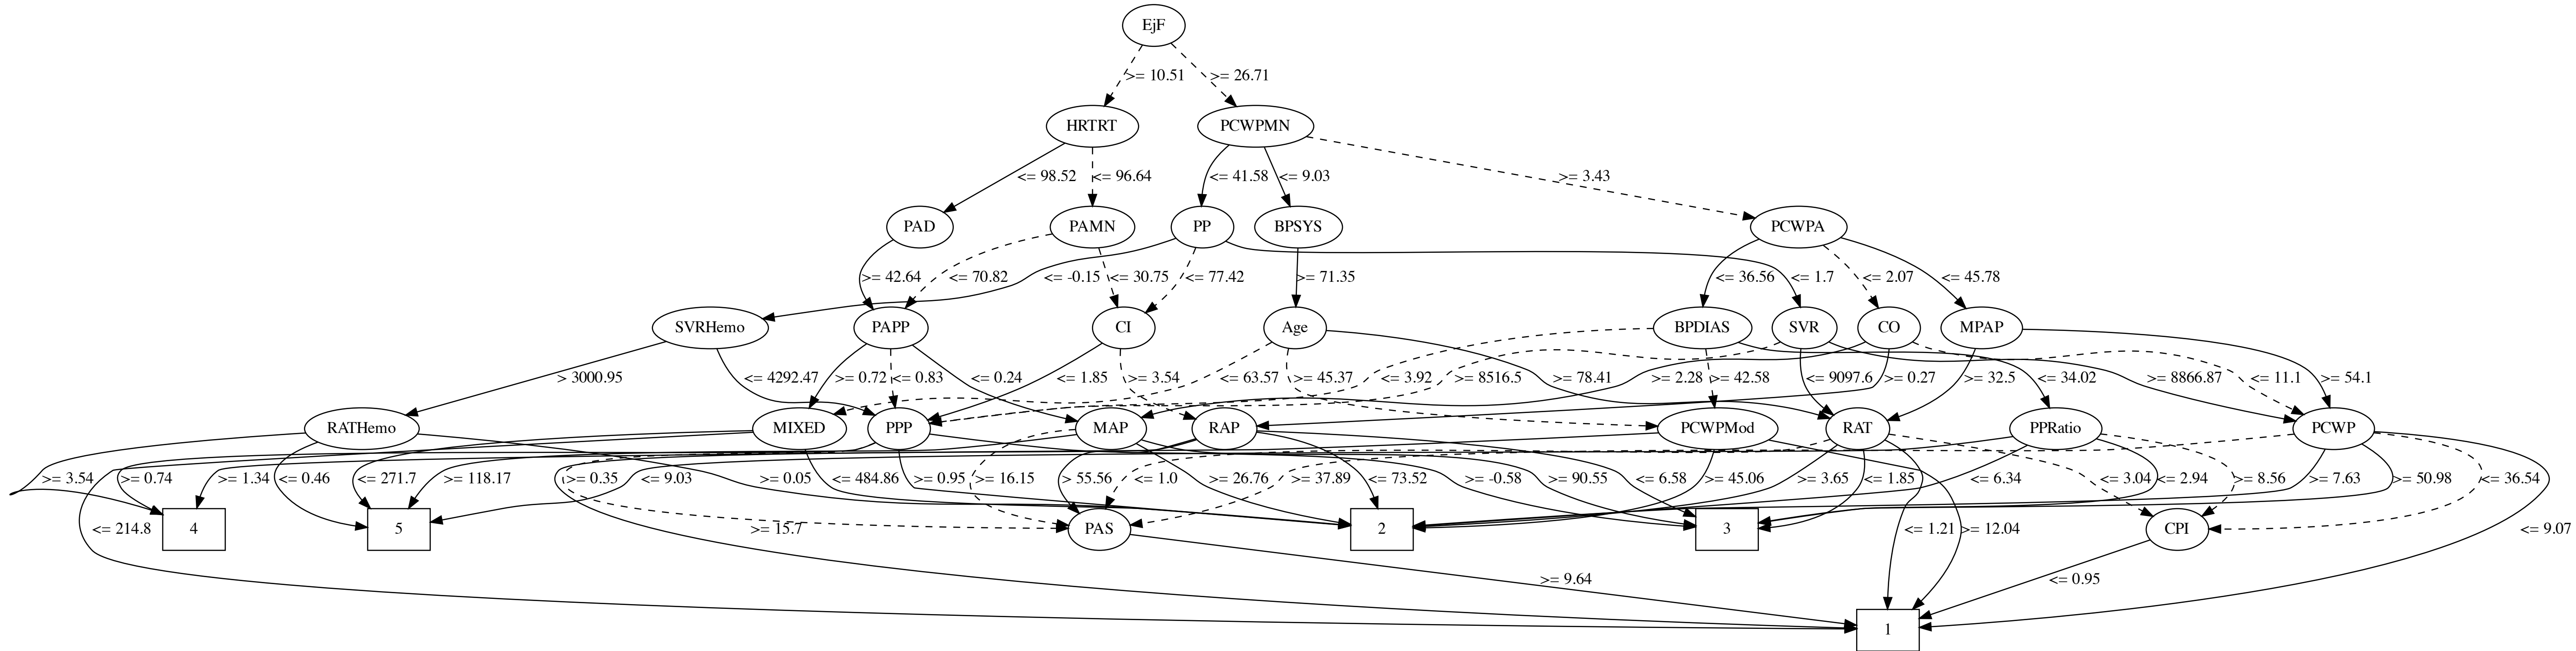 EjF
>= 10.51 >= 26.71
HRTRT PCWPMN
<= 98.52 <= 96.64 <= 41.58 <= 9.03 >= 3.43
PAD PAMN PP BPSYS PCWPA
>= 42.64 <= 70.82 <= -0.15 <= 30.75 <= 77.42 >= 71.35 <= 36.56 <= 1.7 <= 2.07 <= 45.78
SVRHemo PAPP CI Age BPDIAS SVR CO MPAP
> 3000.95 <= 4292.47 >= 0.72 <= 0.83 <= 0.24 <= 1.85 >= 3.54 <= 63.57 >= 45.37 <= 3.92 >= 8516.5 >= 78.41 >= 2.28 >= 42.58 <= 9097.6 >= 0.27 >= 32.5 <= 34.02 >= 8866.87 <= 11.1 >= 54.1
RATHemo MIXED PPP MAP RAP PCWPMod RAT PPRatio PCWP
>= 3.54 >= 0.74 >= 1.34 <= 0.46 <= 271.7 >= 118.17 >= 0.35 <= 9.03 >= 0.05 <= 484.86 >= 0.95 >= 16.15 > 55.56 <= 1.0 >= 26.76 >= 37.89 <= 73.52 >= -0.58 >= 90.55 <= 6.58 >= 45.06 >= 3.65 <= 1.85 <= 6.34 <= 3.04 <= 2.94 >= 8.56 >= 7.63 >= 50.98 <= 36.54
4 5 PAS 2 3 CPI
<= 214.8 >= 15.7 <= 1.21 >= 12.04 <= 9.07
>= 9.64 <= 0.95
1